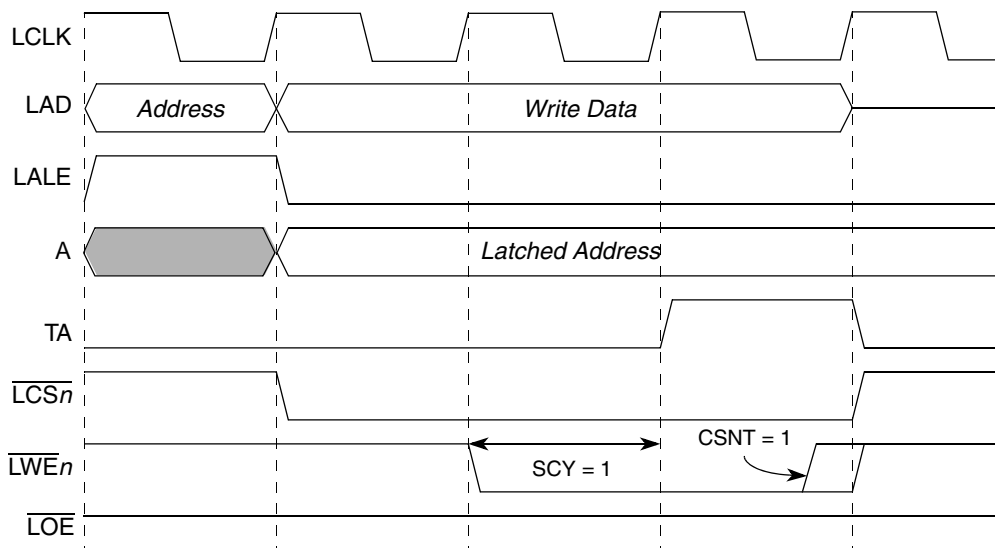 LCLK
LAD Address Write Data
LALE
A Latched Address
TA
LCSn
LWEn SCY = 1 CSNT = 1
LOE